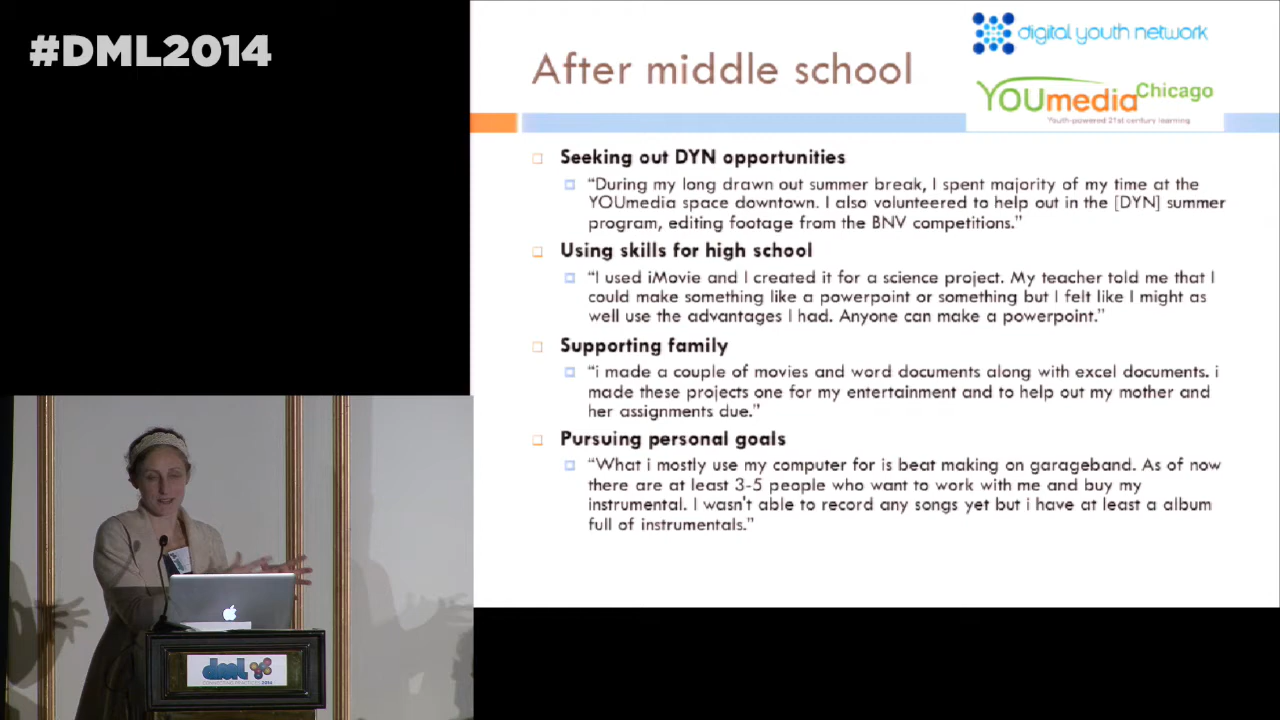 #DML2014
digital youth network
After middle school
YOUmediaChicago
Youth-powered 21st century learning
Seeking out DYN opportunities
“During my long drawn out summer break, I spent majority of my time at the
YOUmedia space downtown. I also volunteered to help out in the [DYN] summer
program, editing footage from the BNV competitions.”
Using skills for high school
“I used iMovie and I created it for a science project. My teacher told me that I
could make something like a powerpoint or something but I felt like I might as
well use the advantages I had. Anyone can make a powerpoint.”
Supporting family
“i made a couple of movies and word documents along with excel documents. i
made these projects one for my entertainment and to help out my mother and
her assignments due.”
Pursuing personal goals
“What i mostly use my computer for is beat making on garageband. As of now
there are at least 3-5 people who want to work with me and buy my
instrumental. I wasn't able to record any songs yet but i have at least a album
full of instrumentals.”
dml
CONNECTING PRACTICES 2014